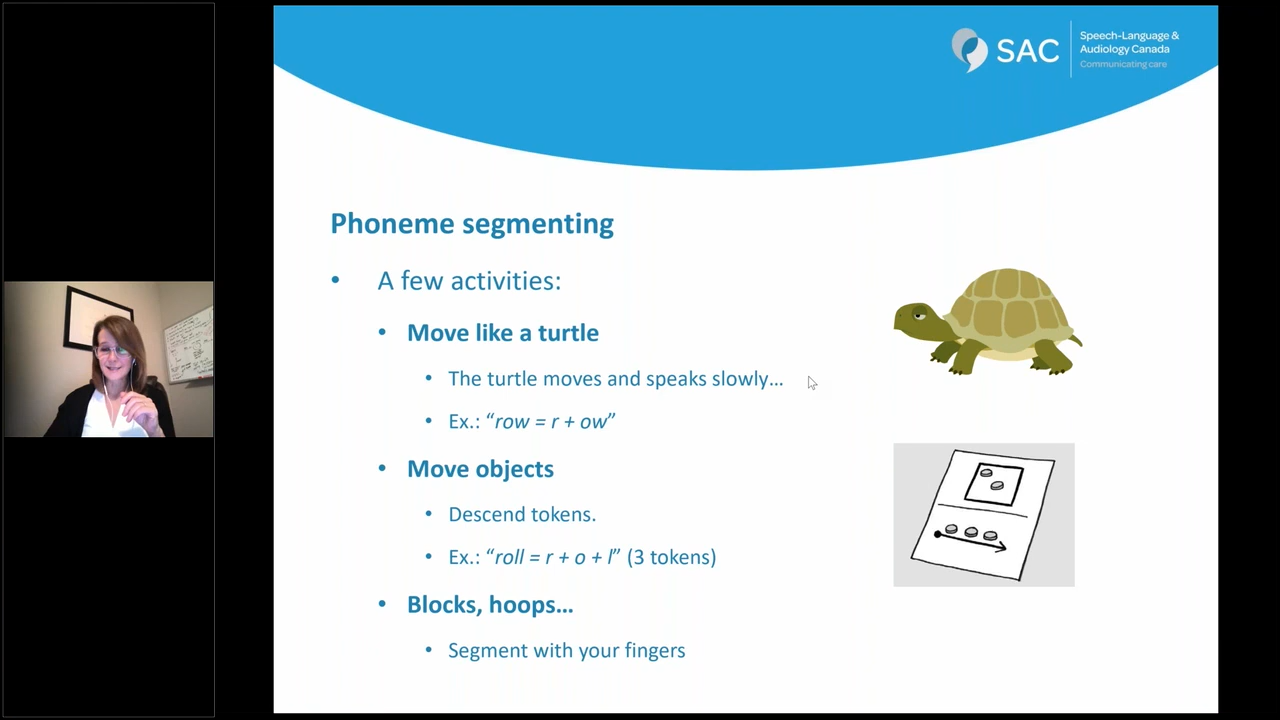 SAC
Speech-Language &
Audiology Canada
Communicating care
Phoneme segmenting
• A few activities:
• Move like a turtle
• The turtle moves and speaks slowly…
• Ex.: “row = r + ow”
• Move objects
• Descend tokens.
• Ex.: “roll = r + o + l” (3 tokens)
• Blocks, hoops…
• Segment with your fingers